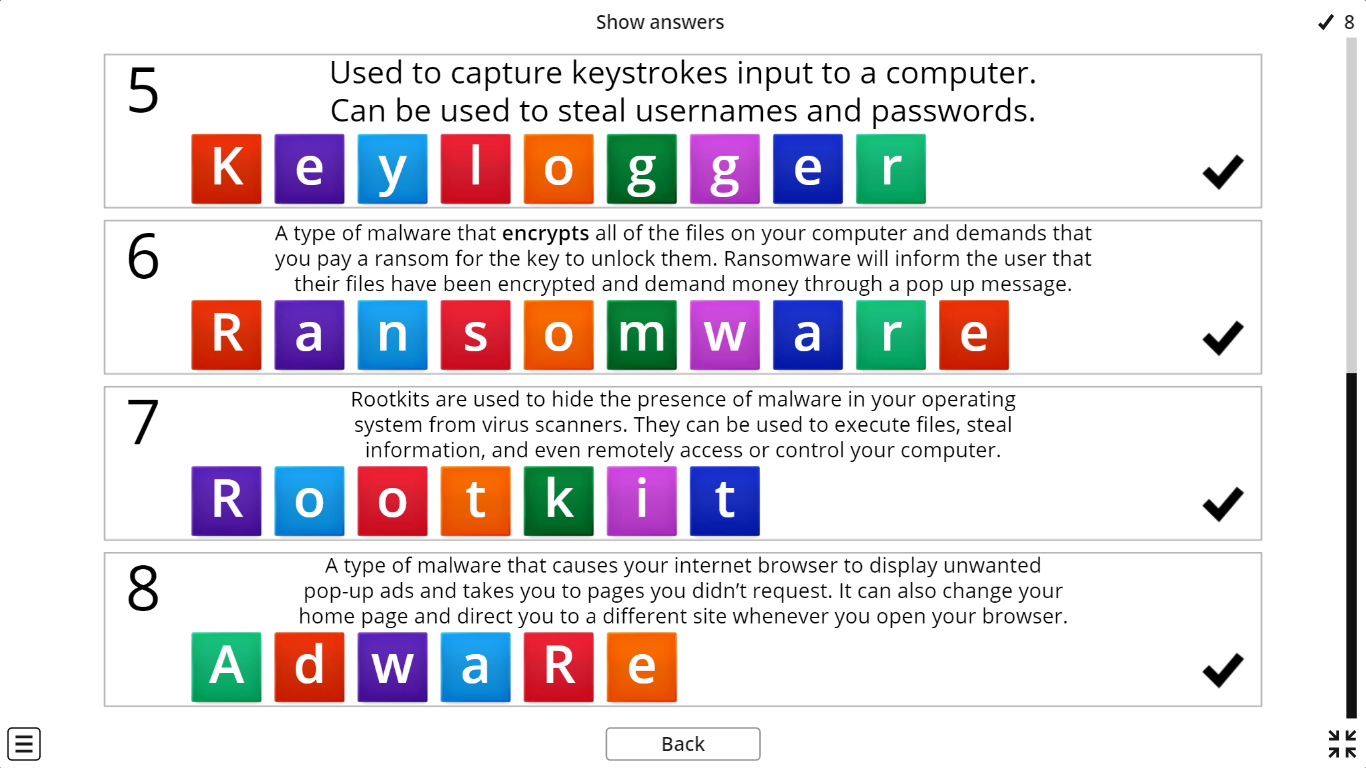 Show answers
8
5
Used to capture keystrokes input to a computer.
Can be used to steal usernames and passwords.
Keylogger
6
A type of malware that encrypts all of the files on your computer and demands that
you pay a ransom for the key to unlock them. Ransomware will inform the user that
their files have been encrypted and demand money through a pop up message.
Ransomware
7
Rootkits are used to hide the presence of malware in your operating
system from virus scanners. They can be used to execute files, steal
information, and even remotely access or control your computer.
Rootkit
8
A type of malware that causes your internet browser to display unwanted
pop-up ads and takes you to pages you didn’t request. It can also change your
home page and direct you to a different site whenever you open your browser.
AdwaRe
Back